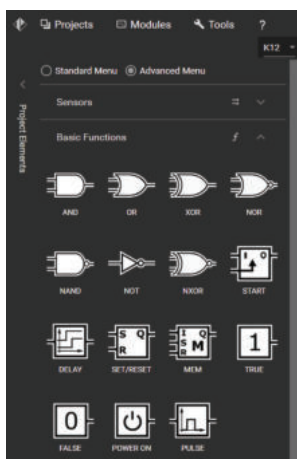 Projects Modules Tools ?
K12
Standard Menu Advanced Menu
Project Elements
Sensors
Basic Functions f
AND OR XOR NOR
NAND NOT NXOR START
DELAY SET/RESET MEM TRUE
FALSE POWER ON PULSE
I O
S Q
R
I Q
S
R M
1
0